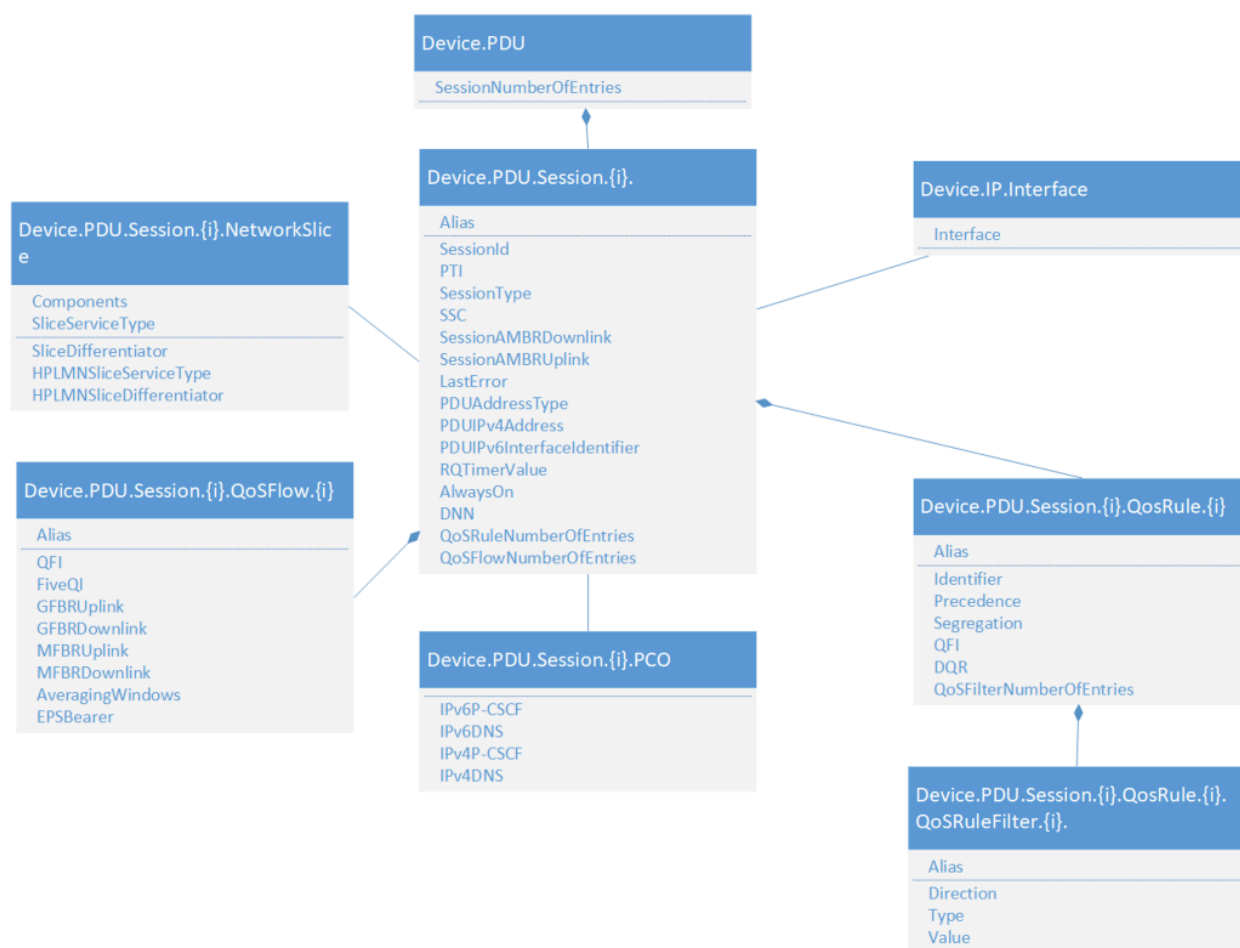 Device.PDU
SessionNumberOfEntries
Device.PDU.Session.{i}.
Alias
SessionId
PTI
SessionType
SSC
SessionAMBRDownlink
SessionAMBRUplink
LastError
PDUAddressType
PDUIPv4Address
PDUIPv6InterfaceIdentifier
RQTimerValue
AlwaysOn
DNN
QoSRuleNumberOfEntries
QoSFlowNumberOfEntries
Device.IP.Interface
Interface
Device.PDU.Session.{i}.NetworkSlic
e
Components
SliceServiceType
SliceDifferentiator
HPLMNSliceServiceType
HPLMNSliceDifferentiator
Device.PDU.Session.{i}.QoSFlow.{i}
Alias
QFI
FiveQI
GFBRUplink
GFBRDownlink
MFBRUplink
MFBRDownlink
AveragingWindows
EPSBearer
Device.PDU.Session.{i}.PCO
IPv6P-CSCF
IPv6DNS
IPv4P-CSCF
IPv4DNS
Device.PDU.Session.{i}.QosRule.{i}
Alias
Identifier
Precedence
Segregation
QFI
DQR
QoSFilterNumberOfEntries
Device.PDU.Session.{i}.QosRule.{i}.
QoSRuleFilter.{i}.
Alias
Direction
Type
Value